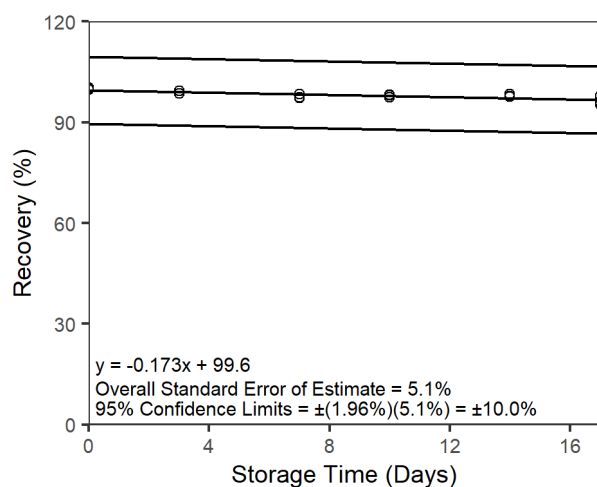 120
90
60
30
0
Recovery (%)
y = -0.173x + 99.6
Overall Standard Error of Estimate = 5.1%
95% Confidence Limits = ±(1.96%)(5.1%) = ±10.0%
0 4 8 12 16
Storage Time (Days)